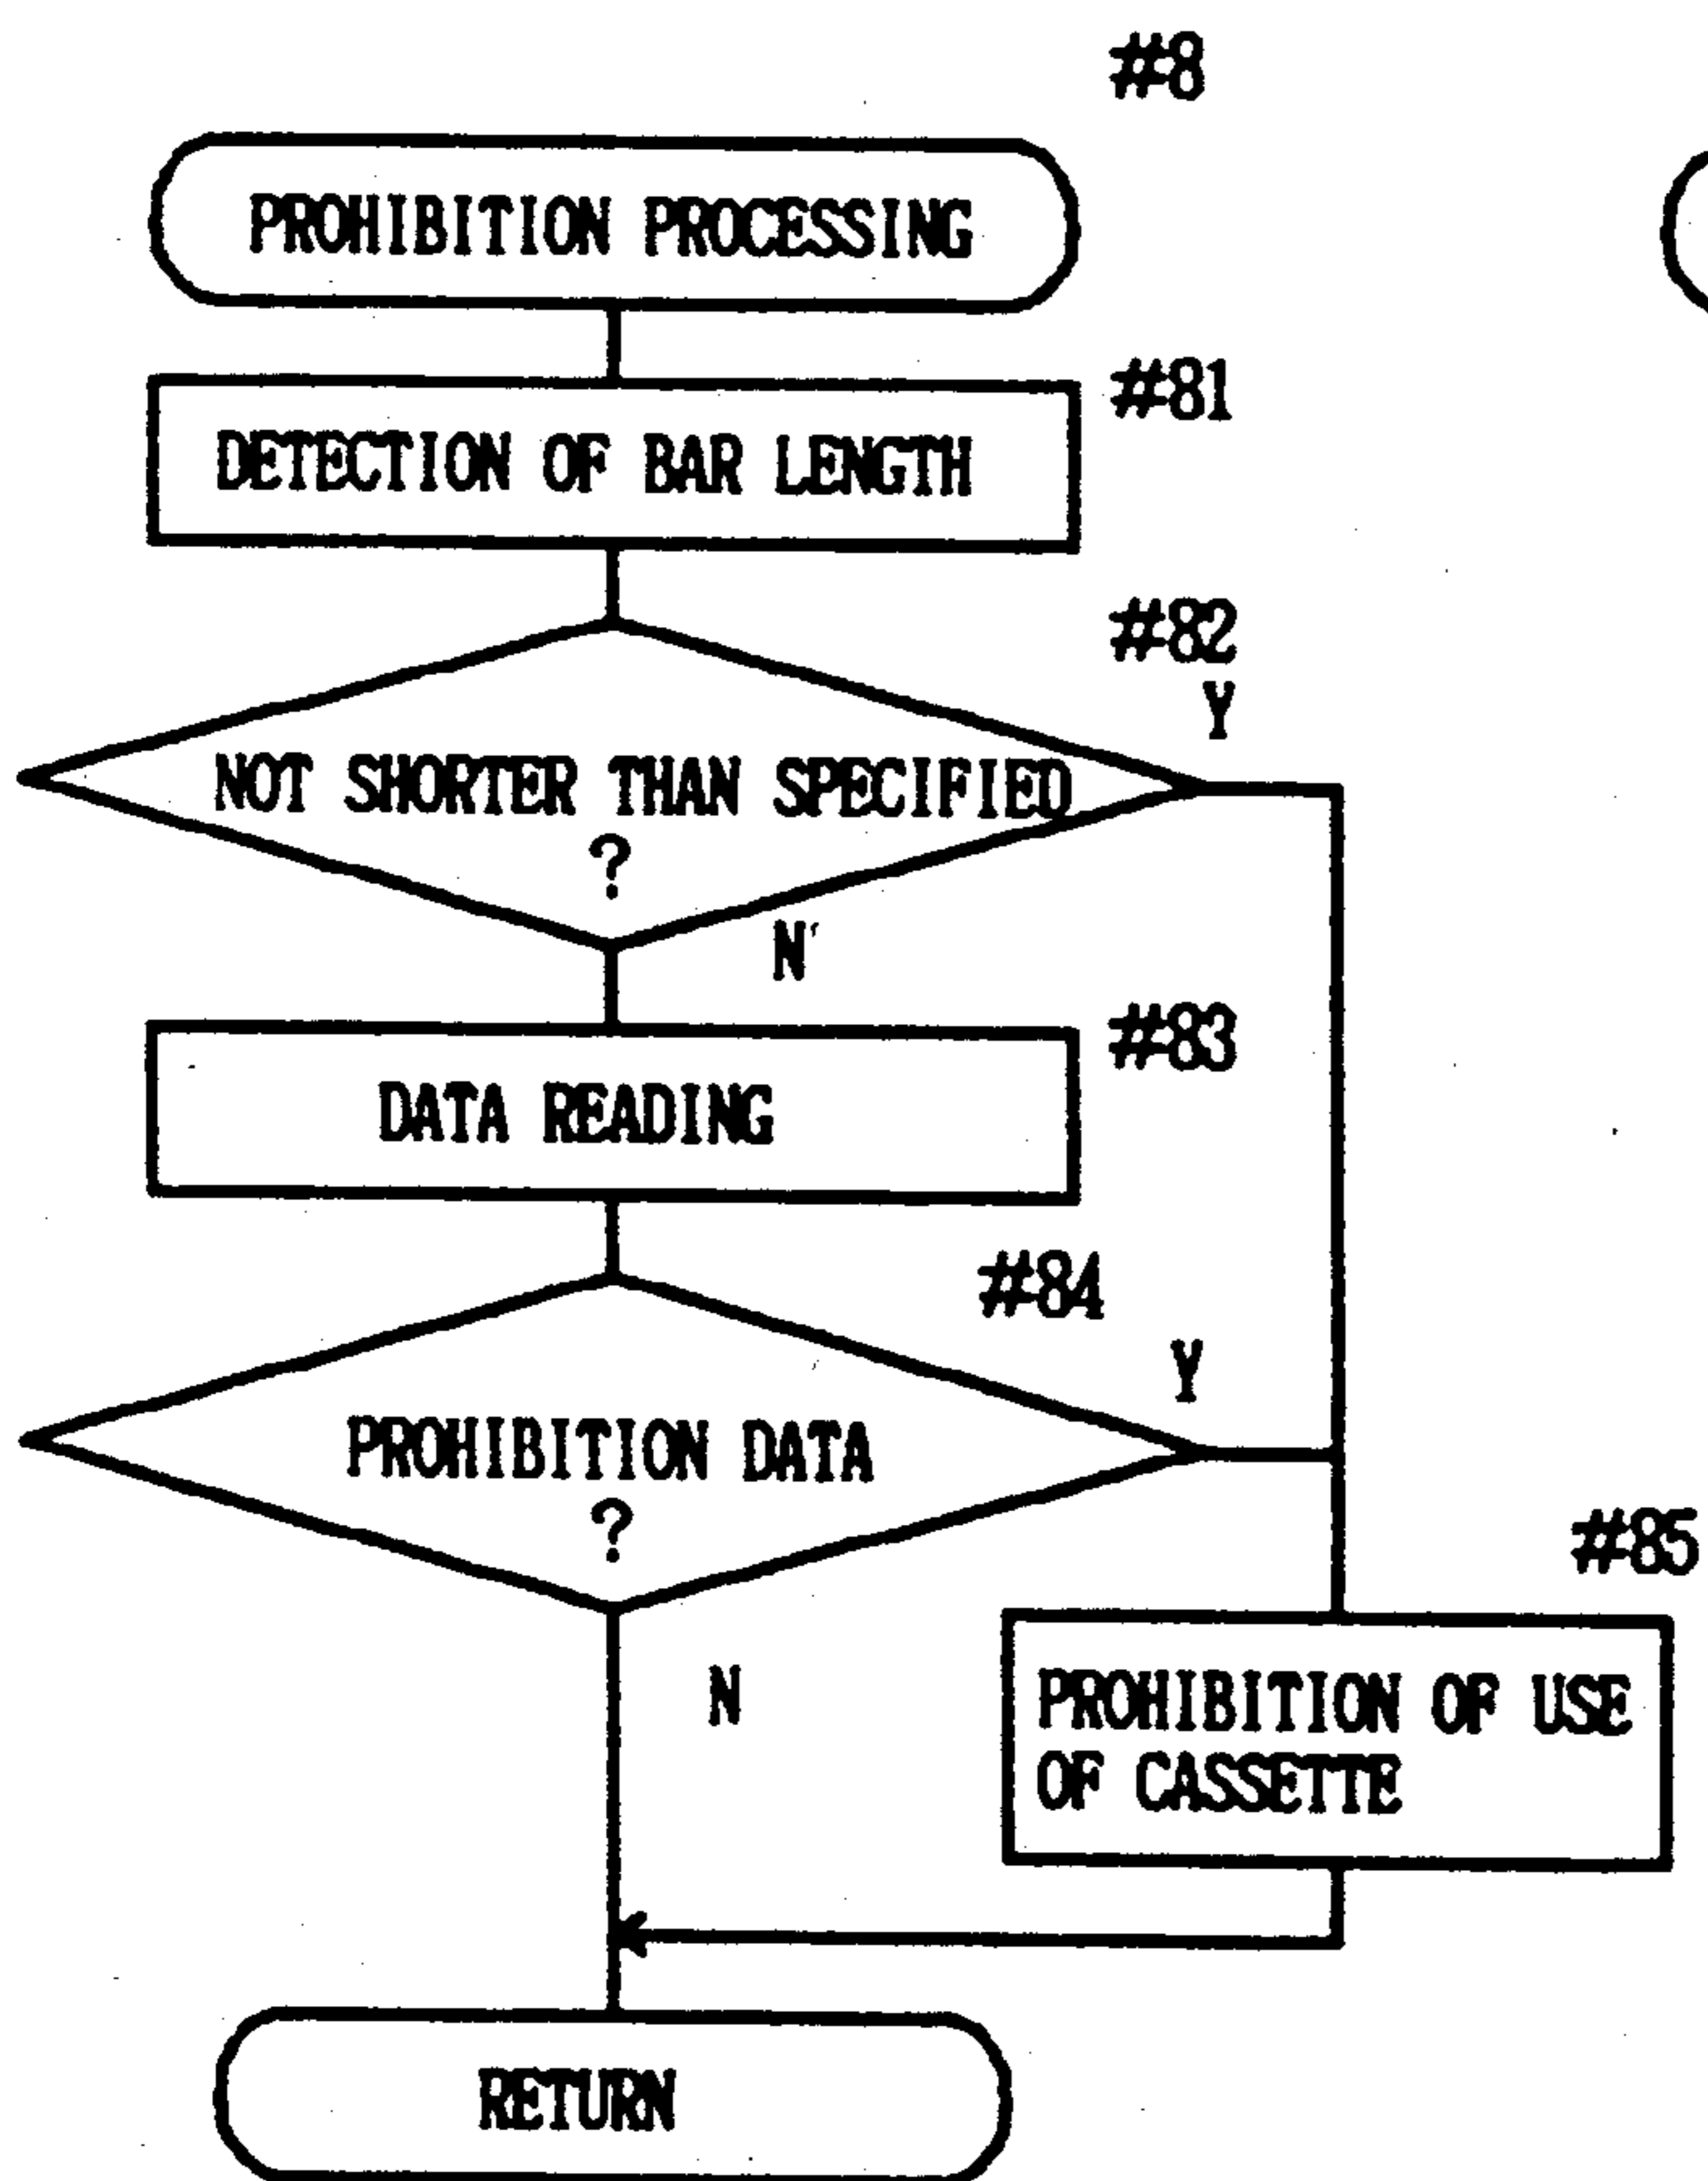 #8
PROHIBITION PROCESSING
#81
DETECTION OF BAR LENGTH
#82
Y
NOT SHORTER THAN SPECIFIED
?
N
#83
DATA READING
#84
Y
PROHIBITION DATA
?
#85
N
PROHIBITION OF USE
OF CASSETTE
RETURN